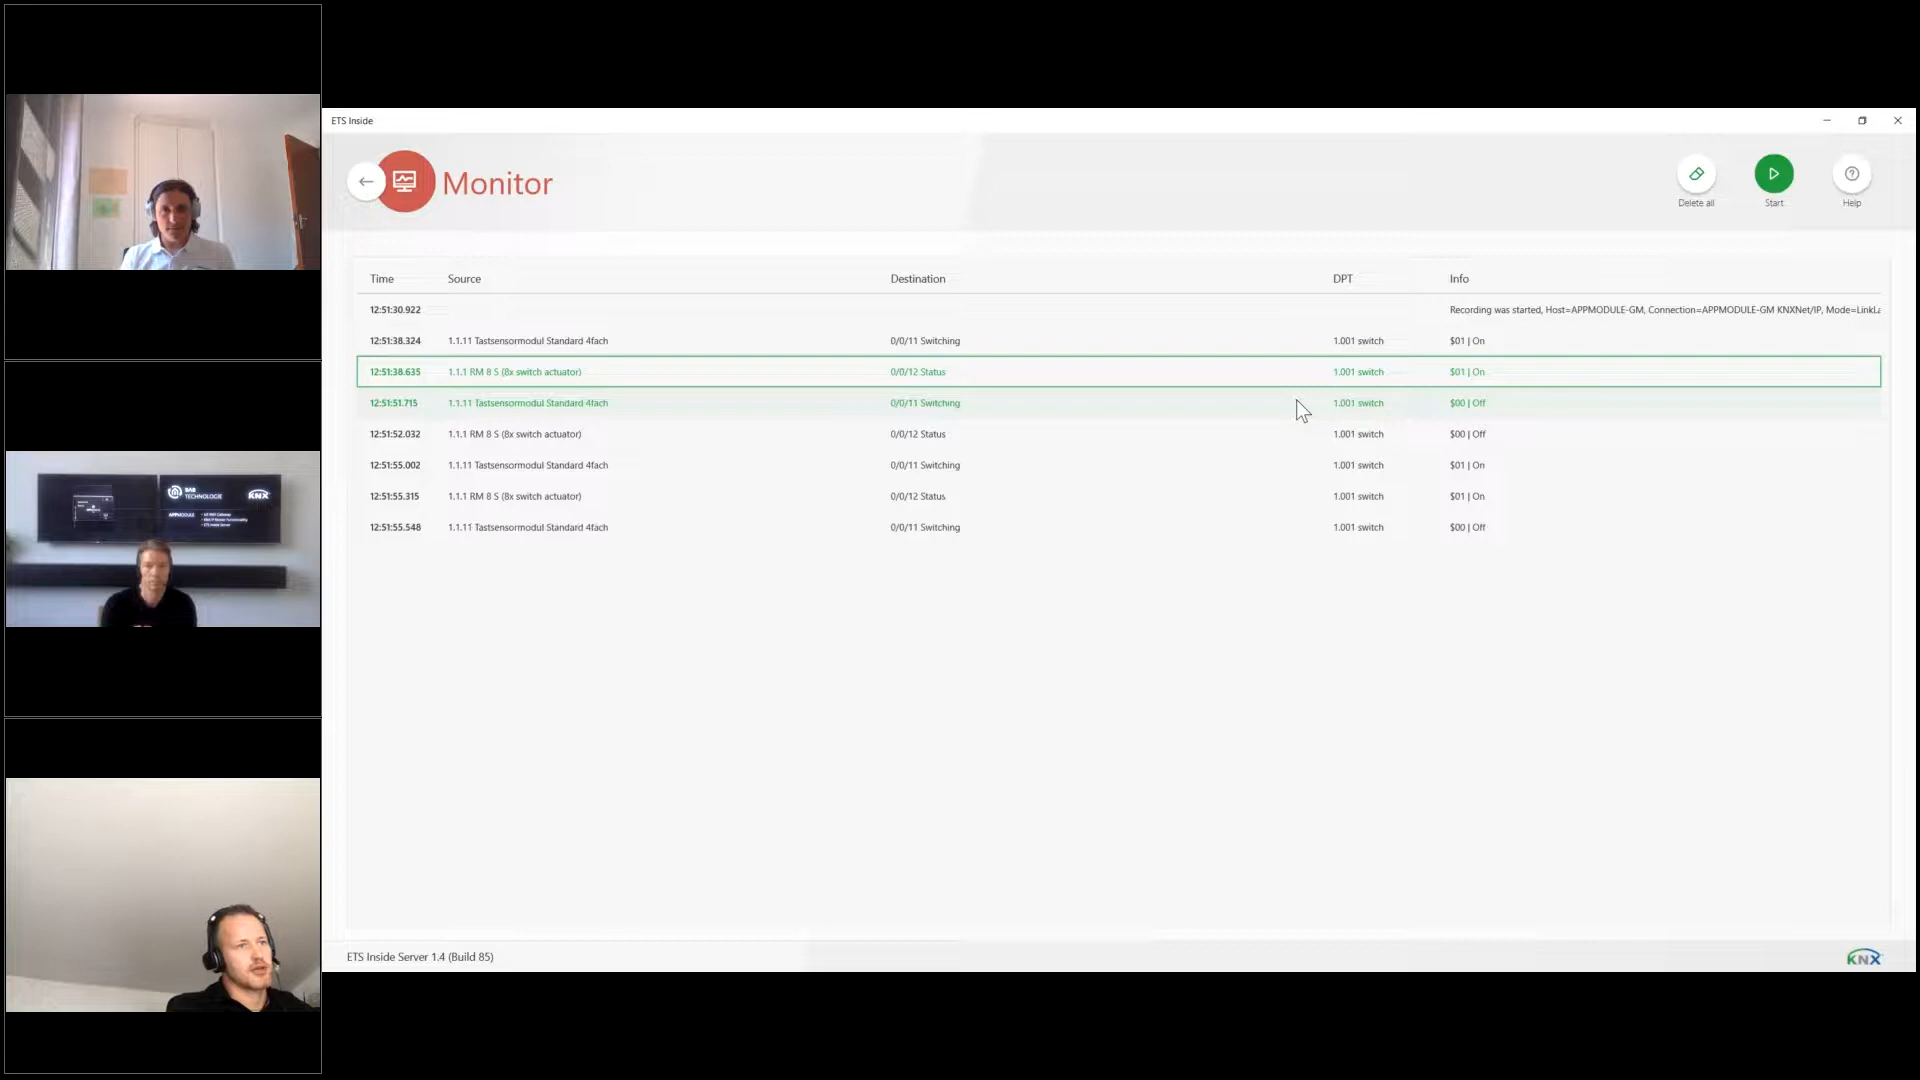 ETS Inside
Monitor
Delete all
Start
Help
Time Source Destination DPT Info
12:51:30.922 Recording was started, Host=APPMODULE-GM, Connection=APPMODULE-GM KNXNet/IP, Mode=LinkLa
12:51:38.324 1.1.11 Tastsensormodul Standard 4fach 0/0/11 Switching 1.001 switch $01 | On
12:51:38.635 1.1.1 RM 8 S (8x switch actuator) 0/0/12 Status 1.001 switch $01 | On
12:51:51.715 1.1.11 Tastsensormodul Standard 4fach 0/0/11 Switching 1.001 switch $00 | Off
12:51:52.032 1.1.1 RM 8 S (8x switch actuator) 0/0/12 Status 1.001 switch $00 | Off
12:51:55.002 1.1.11 Tastsensormodul Standard 4fach 0/0/11 Switching 1.001 switch $01 | On
12:51:55.315 1.1.1 RM 8 S (8x switch actuator) 0/0/12 Status 1.001 switch $01 | On
12:51:55.548 1.1.11 Tastsensormodul Standard 4fach 0/0/11 Switching 1.001 switch $00 | Off
ETS Inside Server 1.4 (Build 85)
KNX
TECHNOLOGIE
KNX
APPMODULE